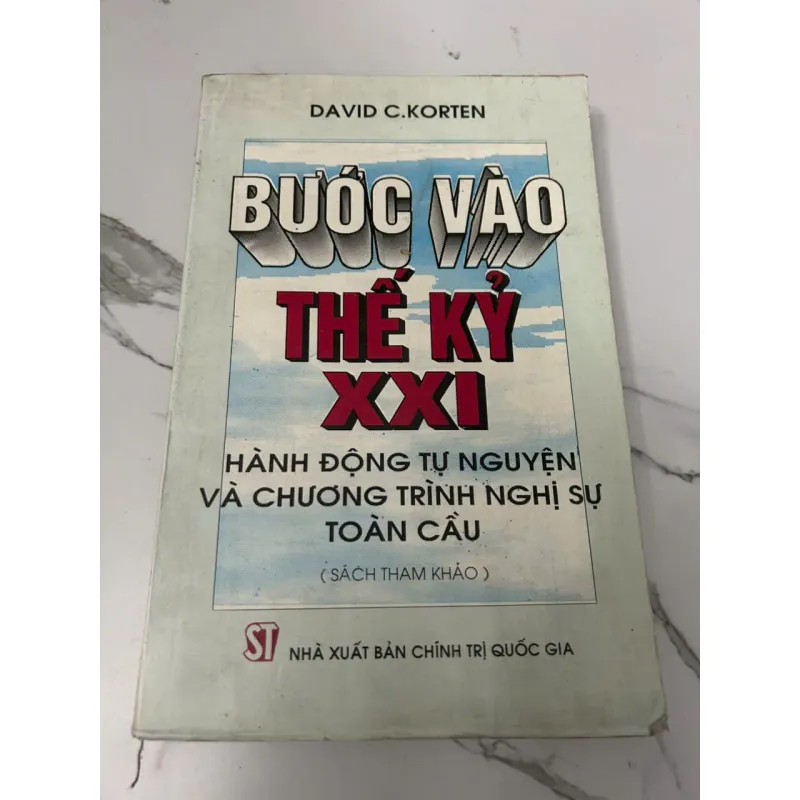 DAVID C.KORTEN
BƯỚC VÀO
THẾ KỶ
XXI
HÀNH ĐỘNG TỰ NGUYỆN
VÀ CHƯƠNG TRÌNH NGHỊ SỰ
TOÀN CẦU
( SÁCH THAM KHẢO )
ST NHÀ XUẤT BẢN CHÍNH TRỊ QUỐC GIA